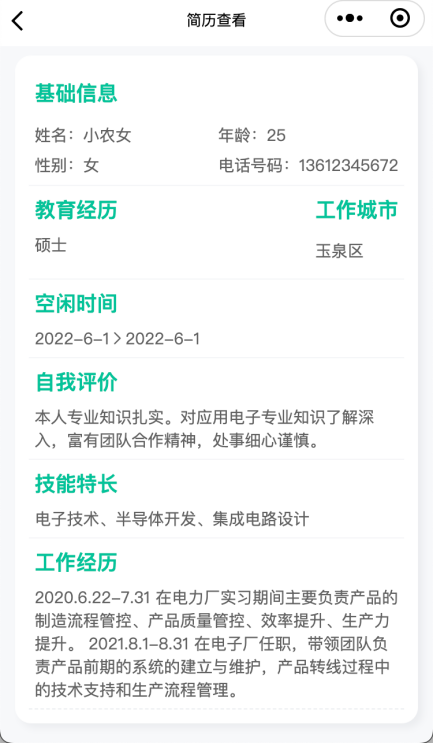 简历查看
基础信息
姓名：小农女 年龄：25
性别：女 电话号码：13612345672
教育经历 工作城市
硕士 玉泉区
空闲时间
2022-6-1 > 2022-6-1
自我评价
本人专业知识扎实。对应用电子专业知识了解深
入，富有团队合作精神，处事细心谨慎。
技能特长
电子技术、半导体开发、集成电路设计
工作经历
2020.6.22-7.31 在电力厂实习期间主要负责产品的
制造流程管控、产品质量管控、效率提升、生产力
提升。 2021.8.1-8.31 在电子厂任职，带领团队负
责产品前期的系统的建立与维护，产品转线过程中
的技术支持和生产流程管理。